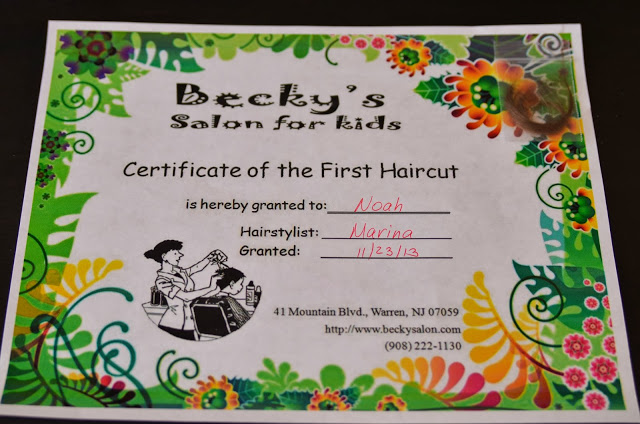 Becky's
Salon for kids
Certificate of the First Haircut
is hereby granted to: Noah
Hairstylist: Marina
Granted: 11/23/13
41 Mountain Blvd., Warren, NJ 07059
http://www.beckysalon.com
(908) 222-1130